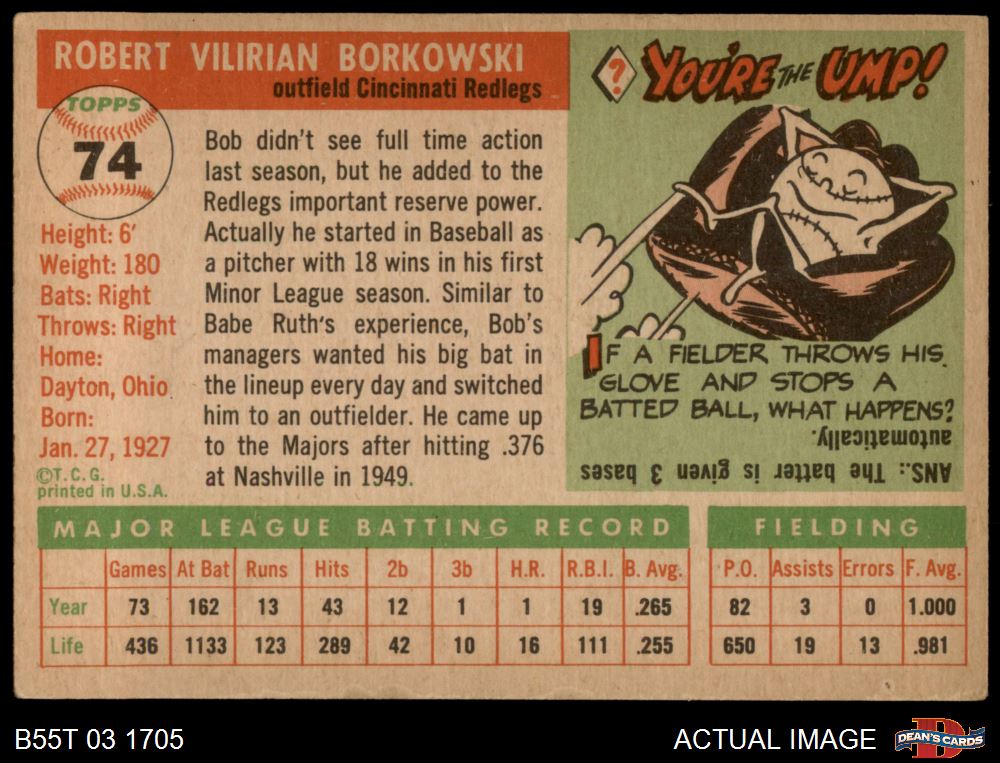 ROBERT VILIRIAN BORKOWSKI
outfield Cincinnati Redlegs
TOPPS
74
Height: 6'
Weight: 180
Bats: Right
Throws: Right
Home:
Dayton, Ohio
Born:
Jan. 27, 1927
©T.C.G.
printed in U.S.A.
Bob didn't see full time action
last season, but he added to the
Redlegs important reserve power.
Actually he started in Baseball as
a pitcher with 18 wins in his first
Minor League season. Similar to
Babe Ruth's experience, Bob's
managers wanted his big bat in
the lineup every day and switched
him to an outfielder. He came up
to the Majors after hitting .376
at Nashville in 1949.
? YOU'RE THE UMP!
IF A FIELDER THROWS HIS
GLOVE AND STOPS A
BATTED BALL, WHAT HAPPENS?
ANS.: The batter is given 3 bases
automatically.
MAJOR LEAGUE BATTING RECORD
Games At Bat Runs Hits 2b 3b H.R. R.B.I. B. Avg.
Year 73 162 13 43 12 1 1 19 .265
Life 436 1133 123 289 42 10 16 111 .255
FIELDING
P.O. Assists Errors F. Avg.
82 3 0 1.000
650 19 13 .981
B55T 03 1705
ACTUAL IMAGE
D
DEAN'S CARDS